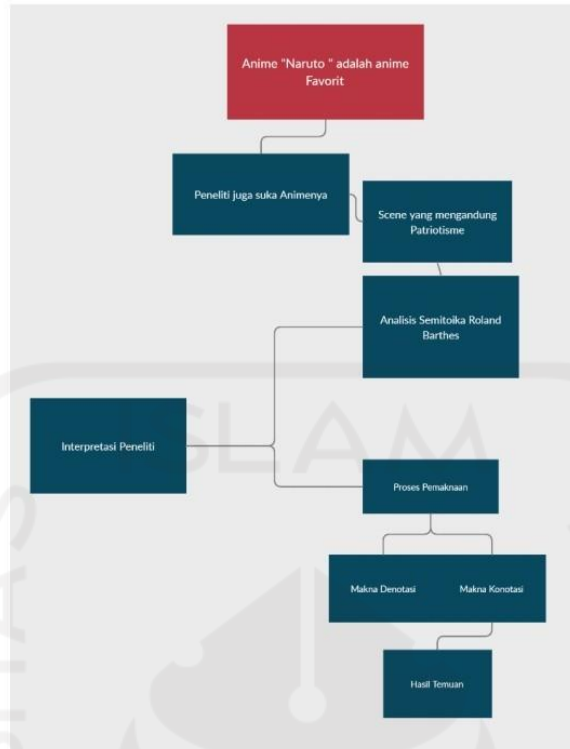 Anime "Naruto " adalah anime
Favorit
Peneliti juga suka Animenya
Scene yang mengandung
Patriotisme
Analisis Semitoika Roland
Barthes
ISLAM
Interpretasi Peneliti
Proses Pemaknaan
Makna Denotasi
Makna Konotasi
Hasil Temuan